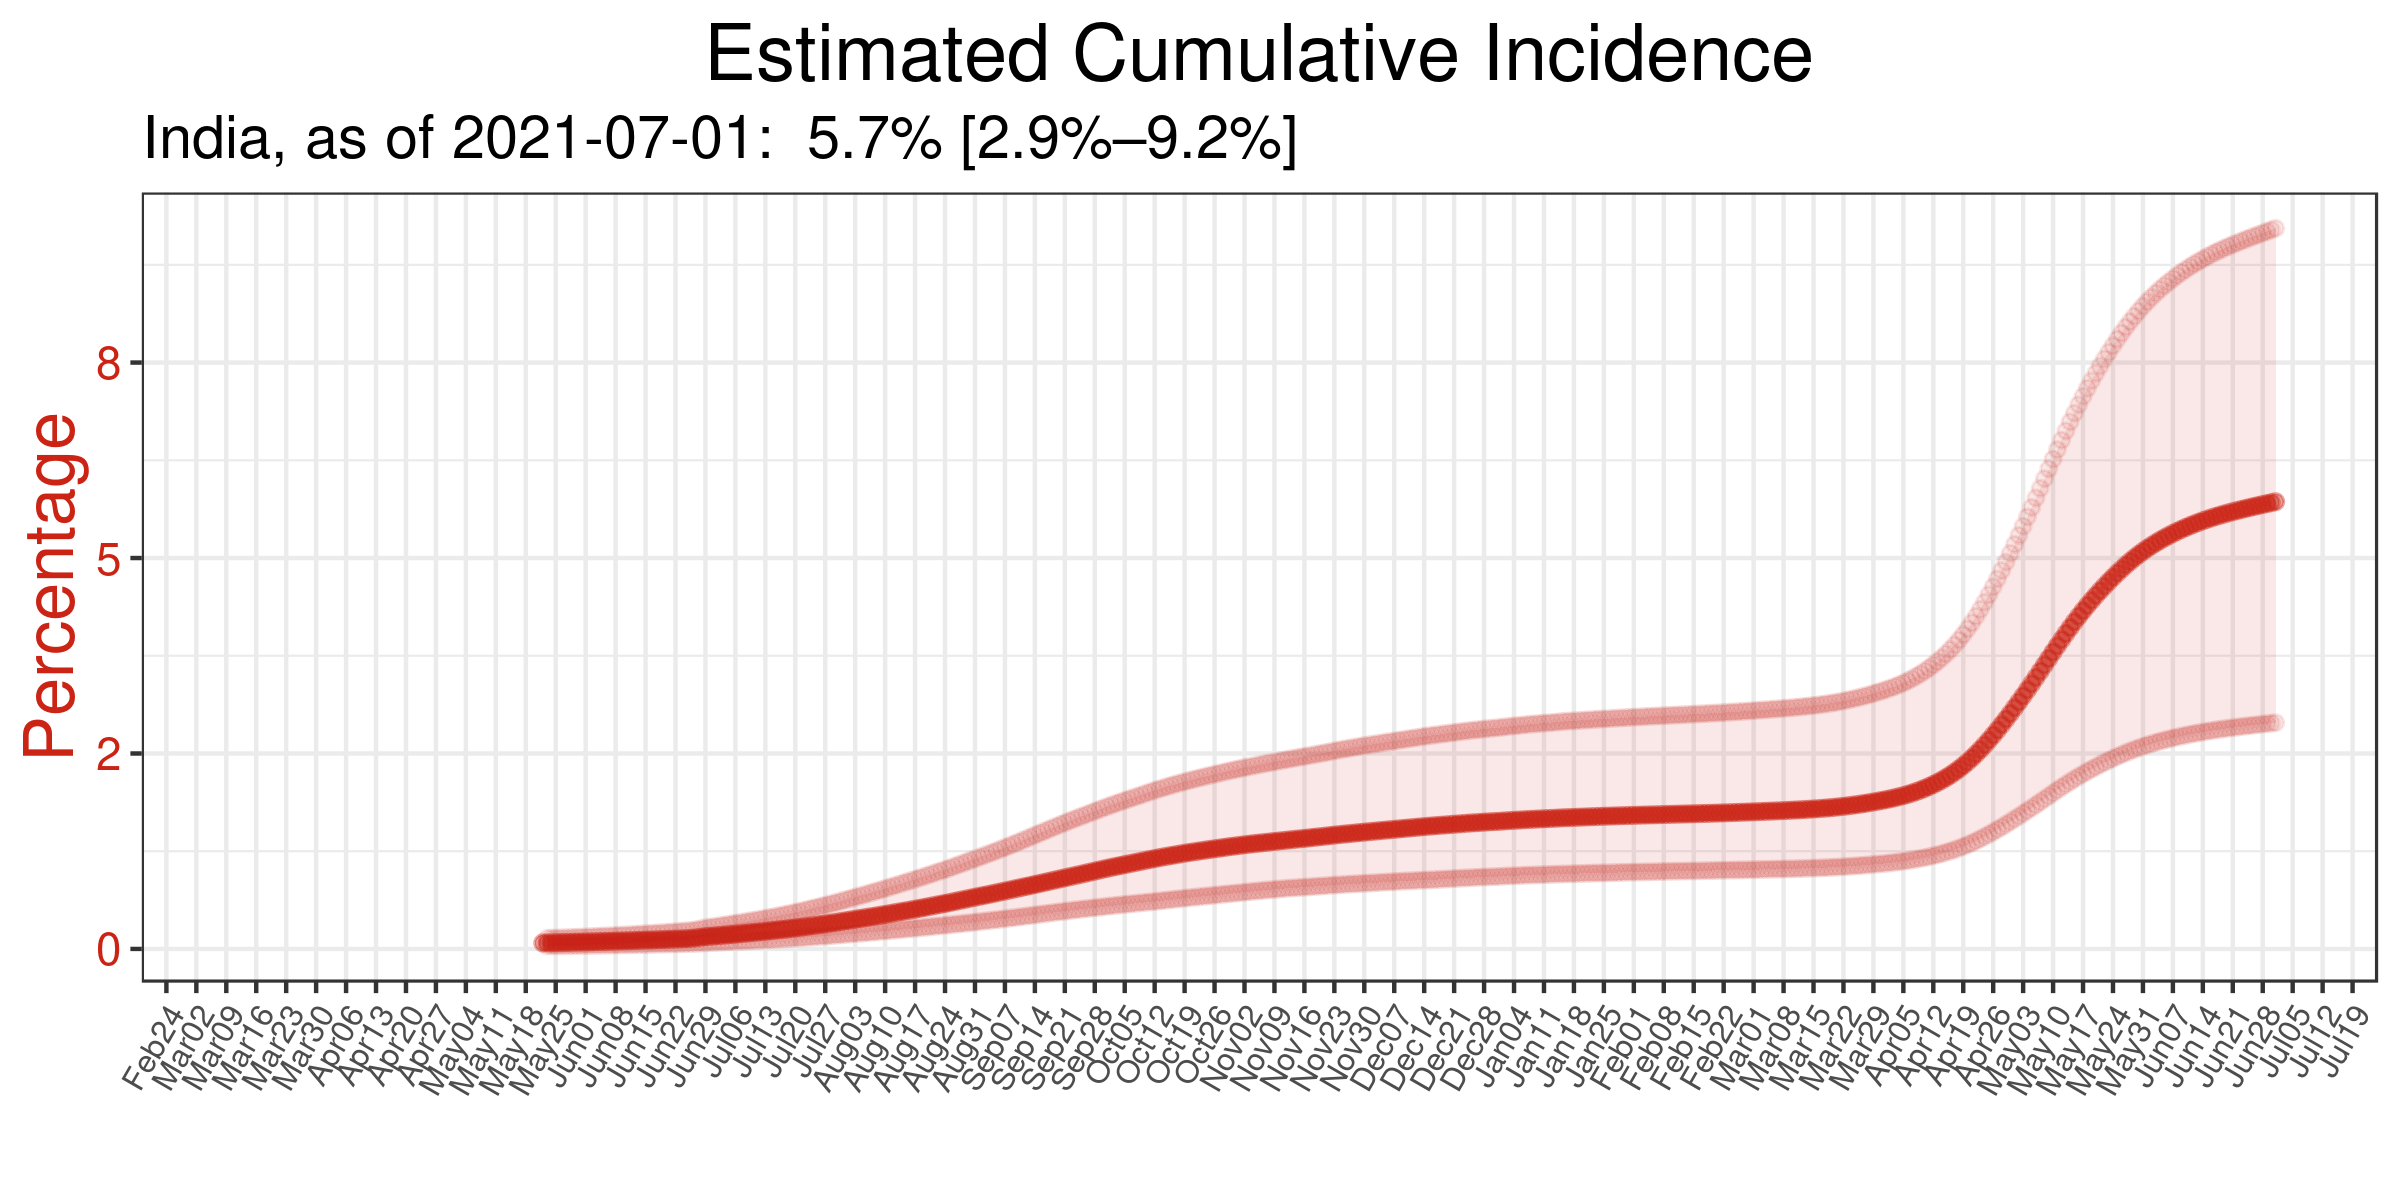 Estimated Cumulative Incidence
India, as of 2021-07-01:  5.7% [2.9%–9.2%]
Percentage
8
5
2
0
Feb24
Mar02
Mar09
Mar16
Mar23
Mar30
Apr06
Apr13
Apr20
Apr27
May04
May11
May18
May25
Jun01
Jun08
Jun15
Jun22
Jun29
Jul06
Jul13
Jul20
Jul27
Aug03
Aug10
Aug17
Aug24
Aug31
Sep07
Sep14
Sep21
Sep28
Oct05
Oct12
Oct19
Oct26
Nov02
Nov09
Nov16
Nov23
Nov30
Dec07
Dec14
Dec21
Dec28
Jan04
Jan11
Jan18
Jan25
Feb01
Feb08
Feb15
Feb22
Mar01
Mar08
Mar15
Mar22
Mar29
Apr05
Apr12
Apr19
Apr26
May03
May10
May17
May24
May31
Jun07
Jun14
Jun21
Jun28
Jul05
Jul12
Jul19